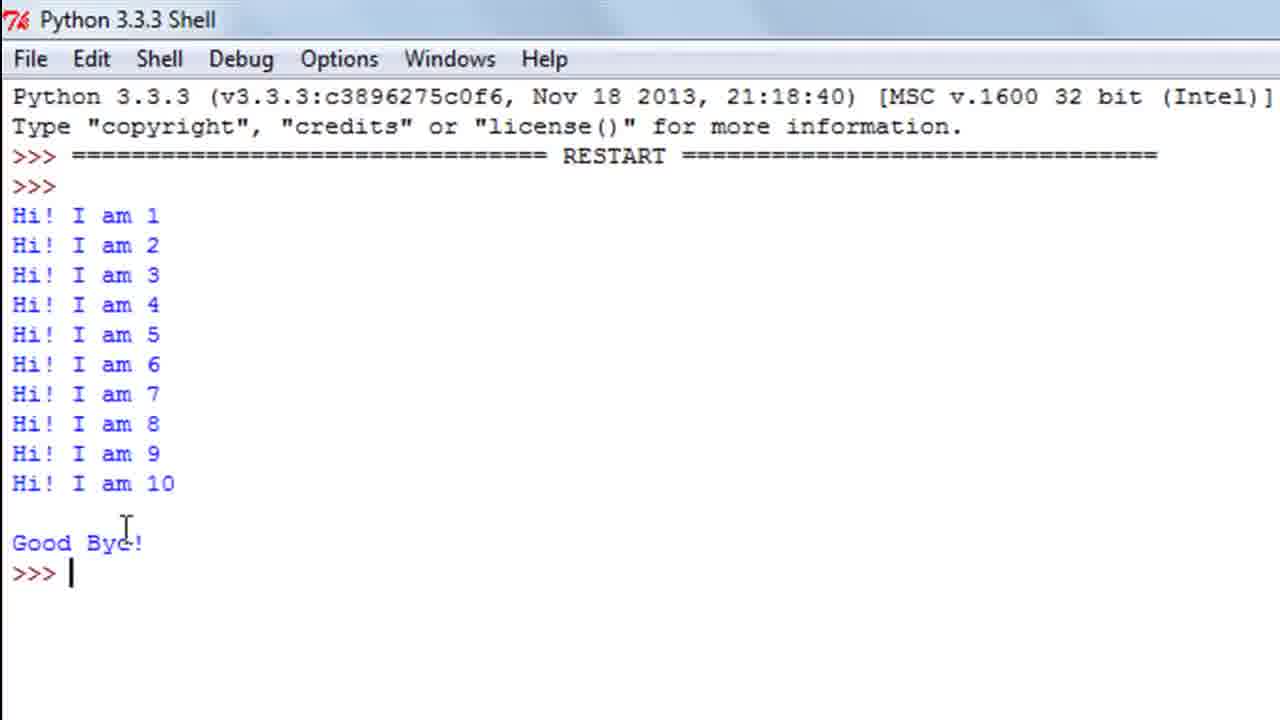 Python 3.3.3 Shell
File Edit Shell Debug Options Windows Help
Python 3.3.3 (v3.3.3:c3896275c0f6, Nov 18 2013, 21:18:40) [MSC v.1600 32 bit (Intel)]
Type "copyright", "credits" or "license()" for more information.
>>> ================================ RESTART ================================
>>>
Hi! I am 1
Hi! I am 2
Hi! I am 3
Hi! I am 4
Hi! I am 5
Hi! I am 6
Hi! I am 7
Hi! I am 8
Hi! I am 9
Hi! I am 10
Good Bye!
>>>